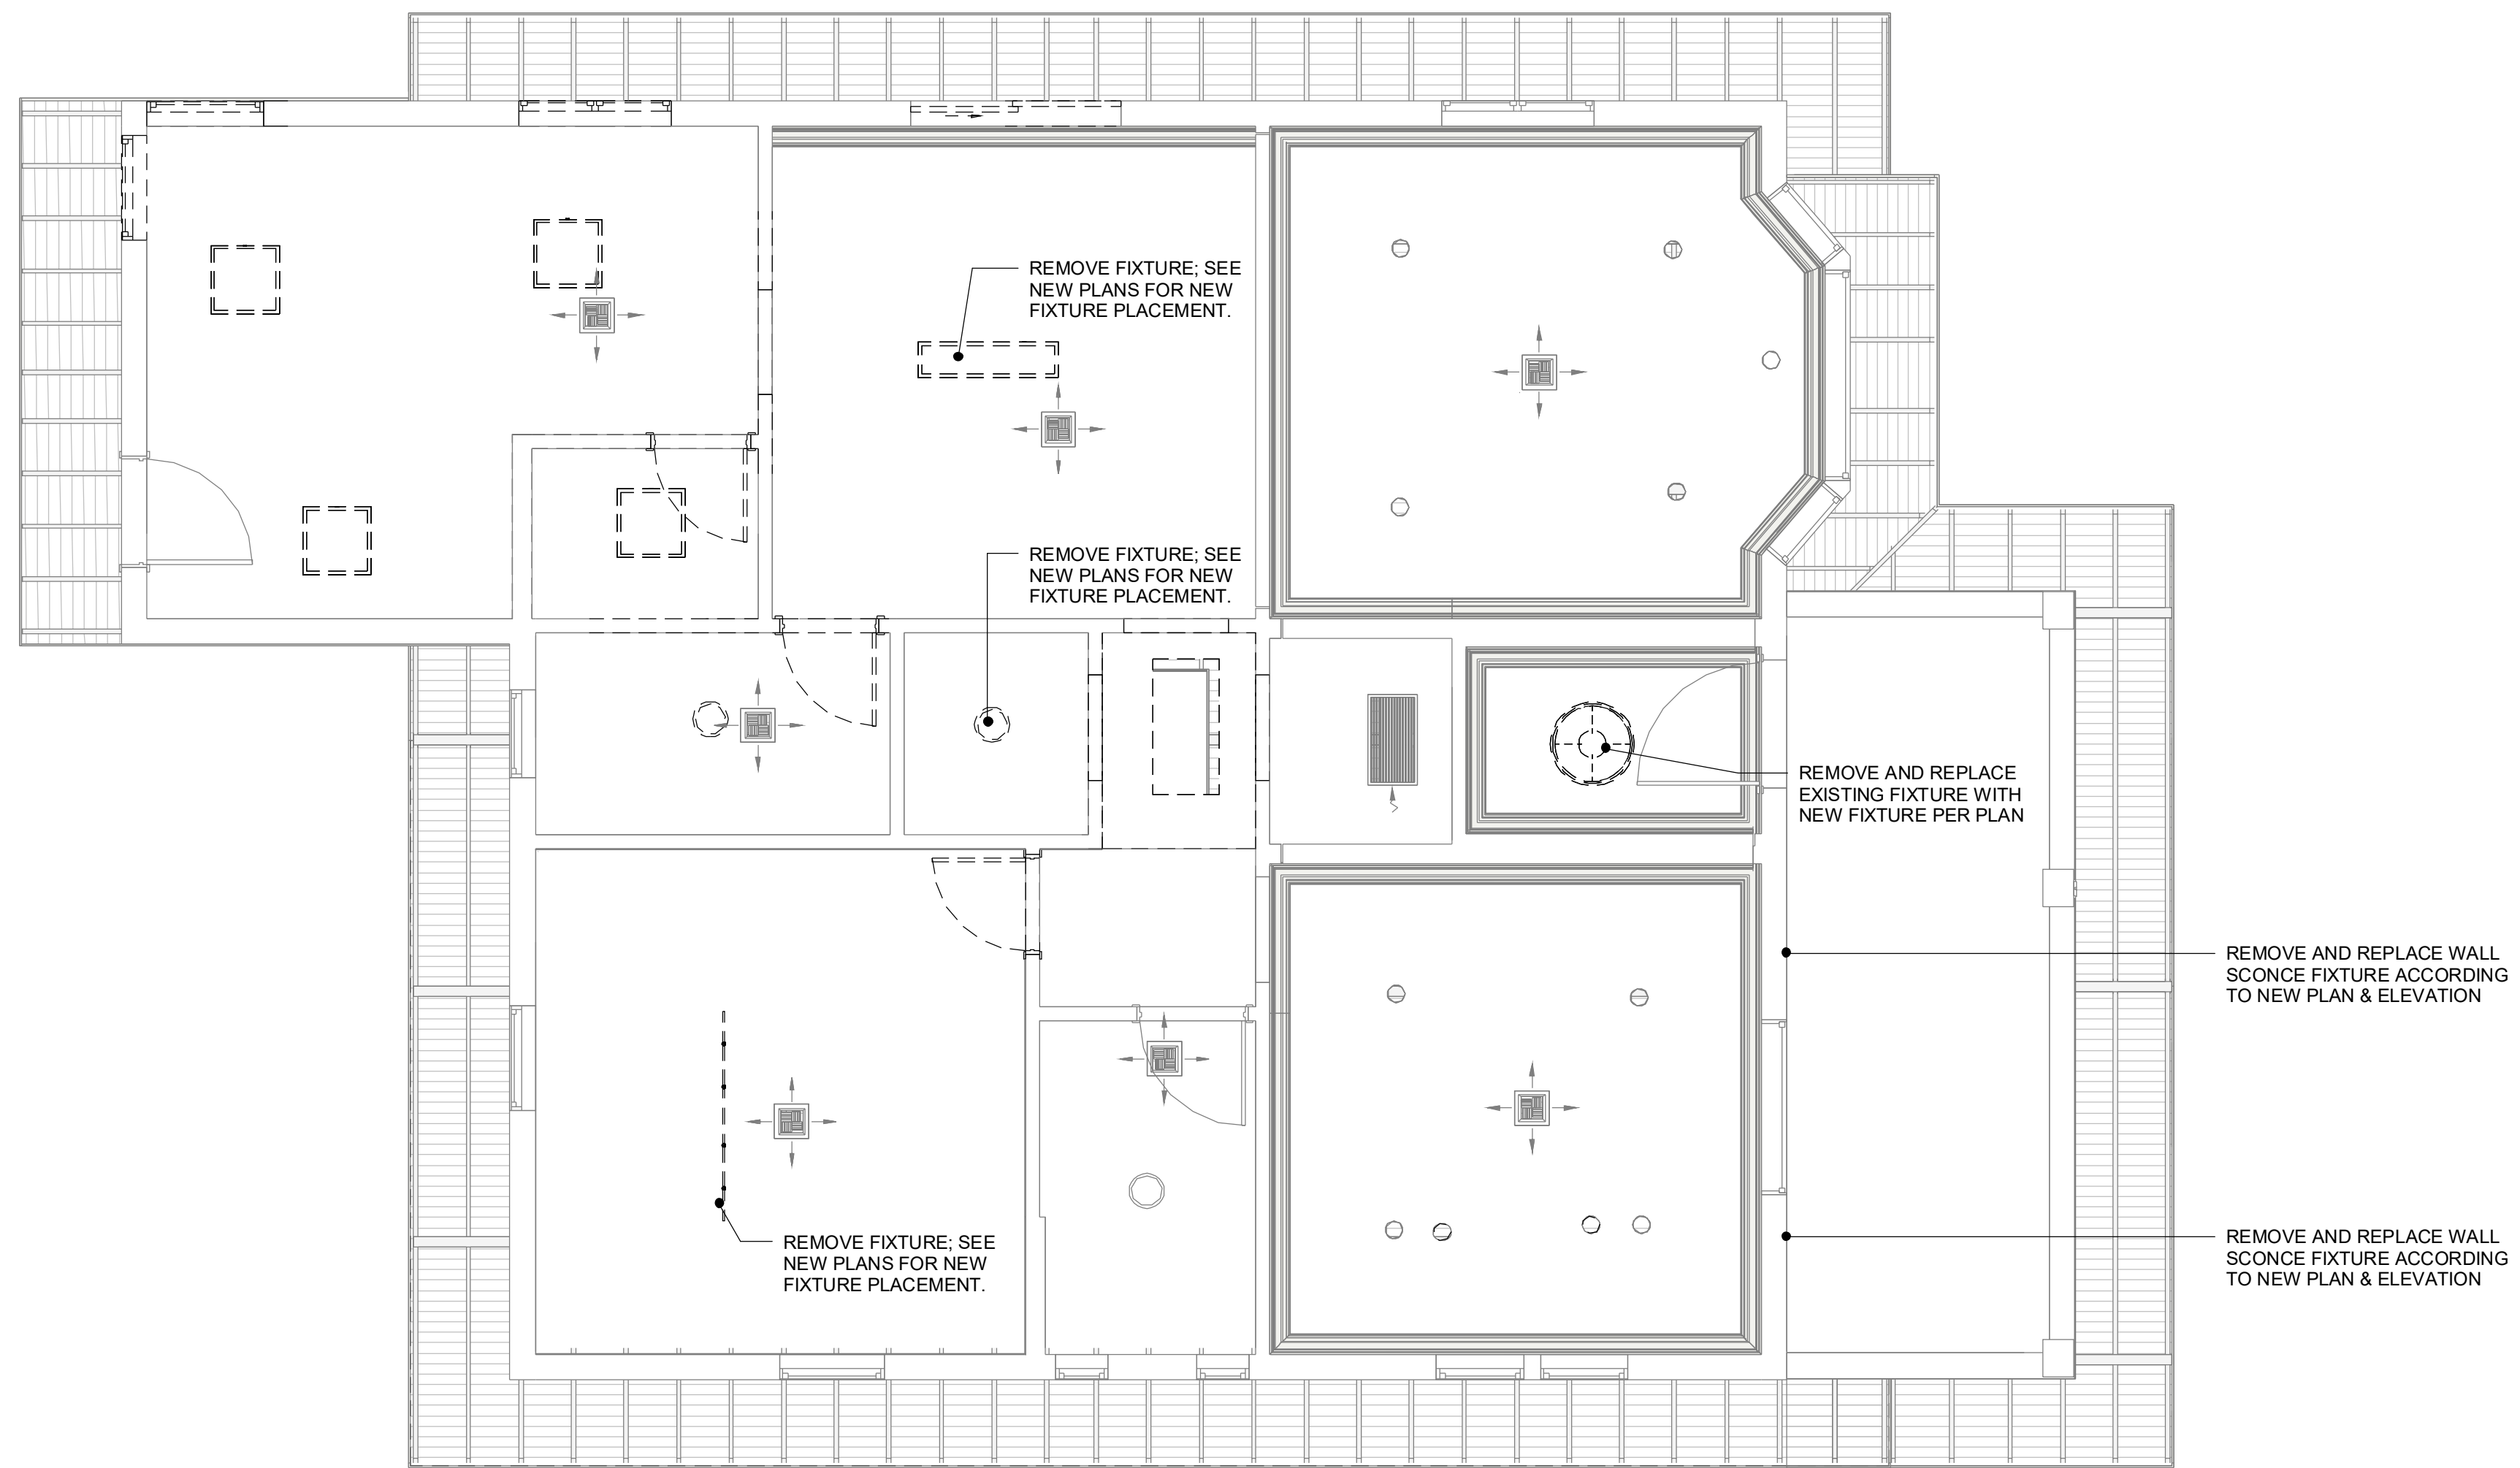 REMOVE FIXTURE; SEE
NEW PLANS FOR NEW
FIXTURE PLACEMENT.
REMOVE FIXTURE; SEE
NEW PLANS FOR NEW
FIXTURE PLACEMENT.
REMOVE AND REPLACE
EXISTING FIXTURE WITH
NEW FIXTURE PER PLAN
REMOVE AND REPLACE WALL
SCONCE FIXTURE ACCORDING
TO NEW PLAN & ELEVATION
REMOVE AND REPLACE WALL
SCONCE FIXTURE ACCORDING
TO NEW PLAN & ELEVATION
REMOVE FIXTURE; SEE
NEW PLANS FOR NEW
FIXTURE PLACEMENT.